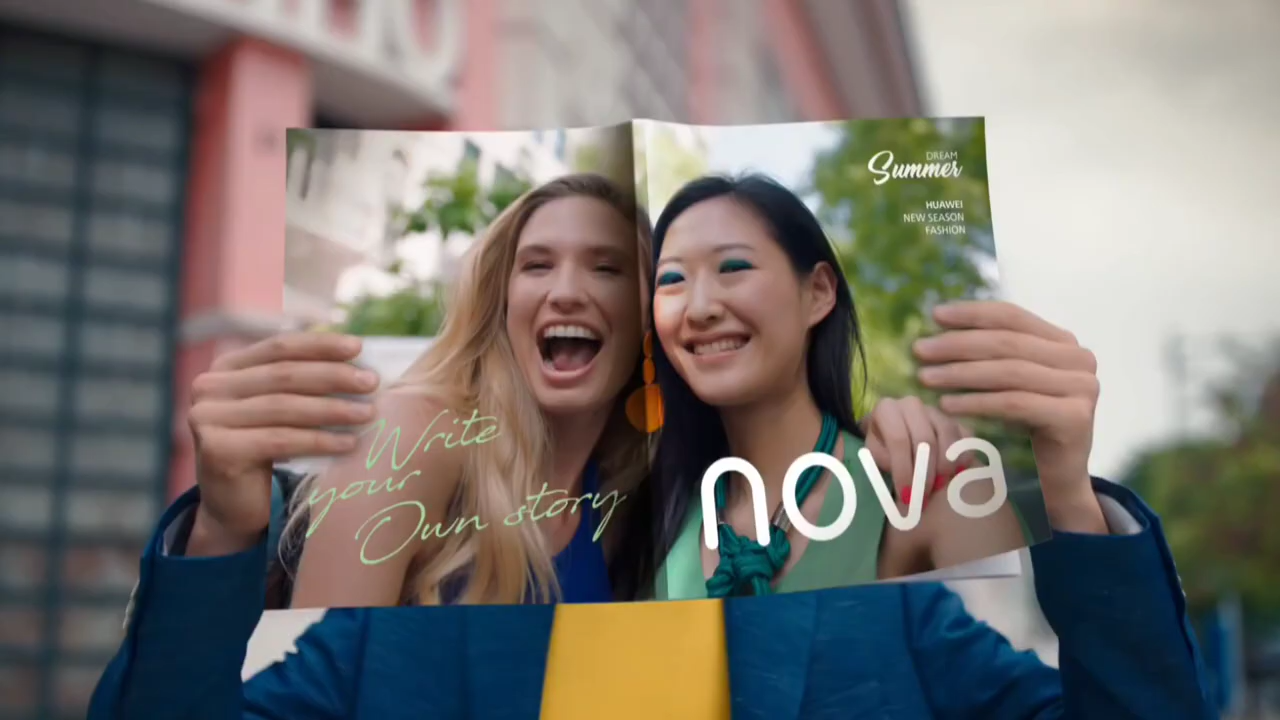 DREAM
Summer
HUAWEI
NEW SEASON
FASHION
Write
your
Own story
nova